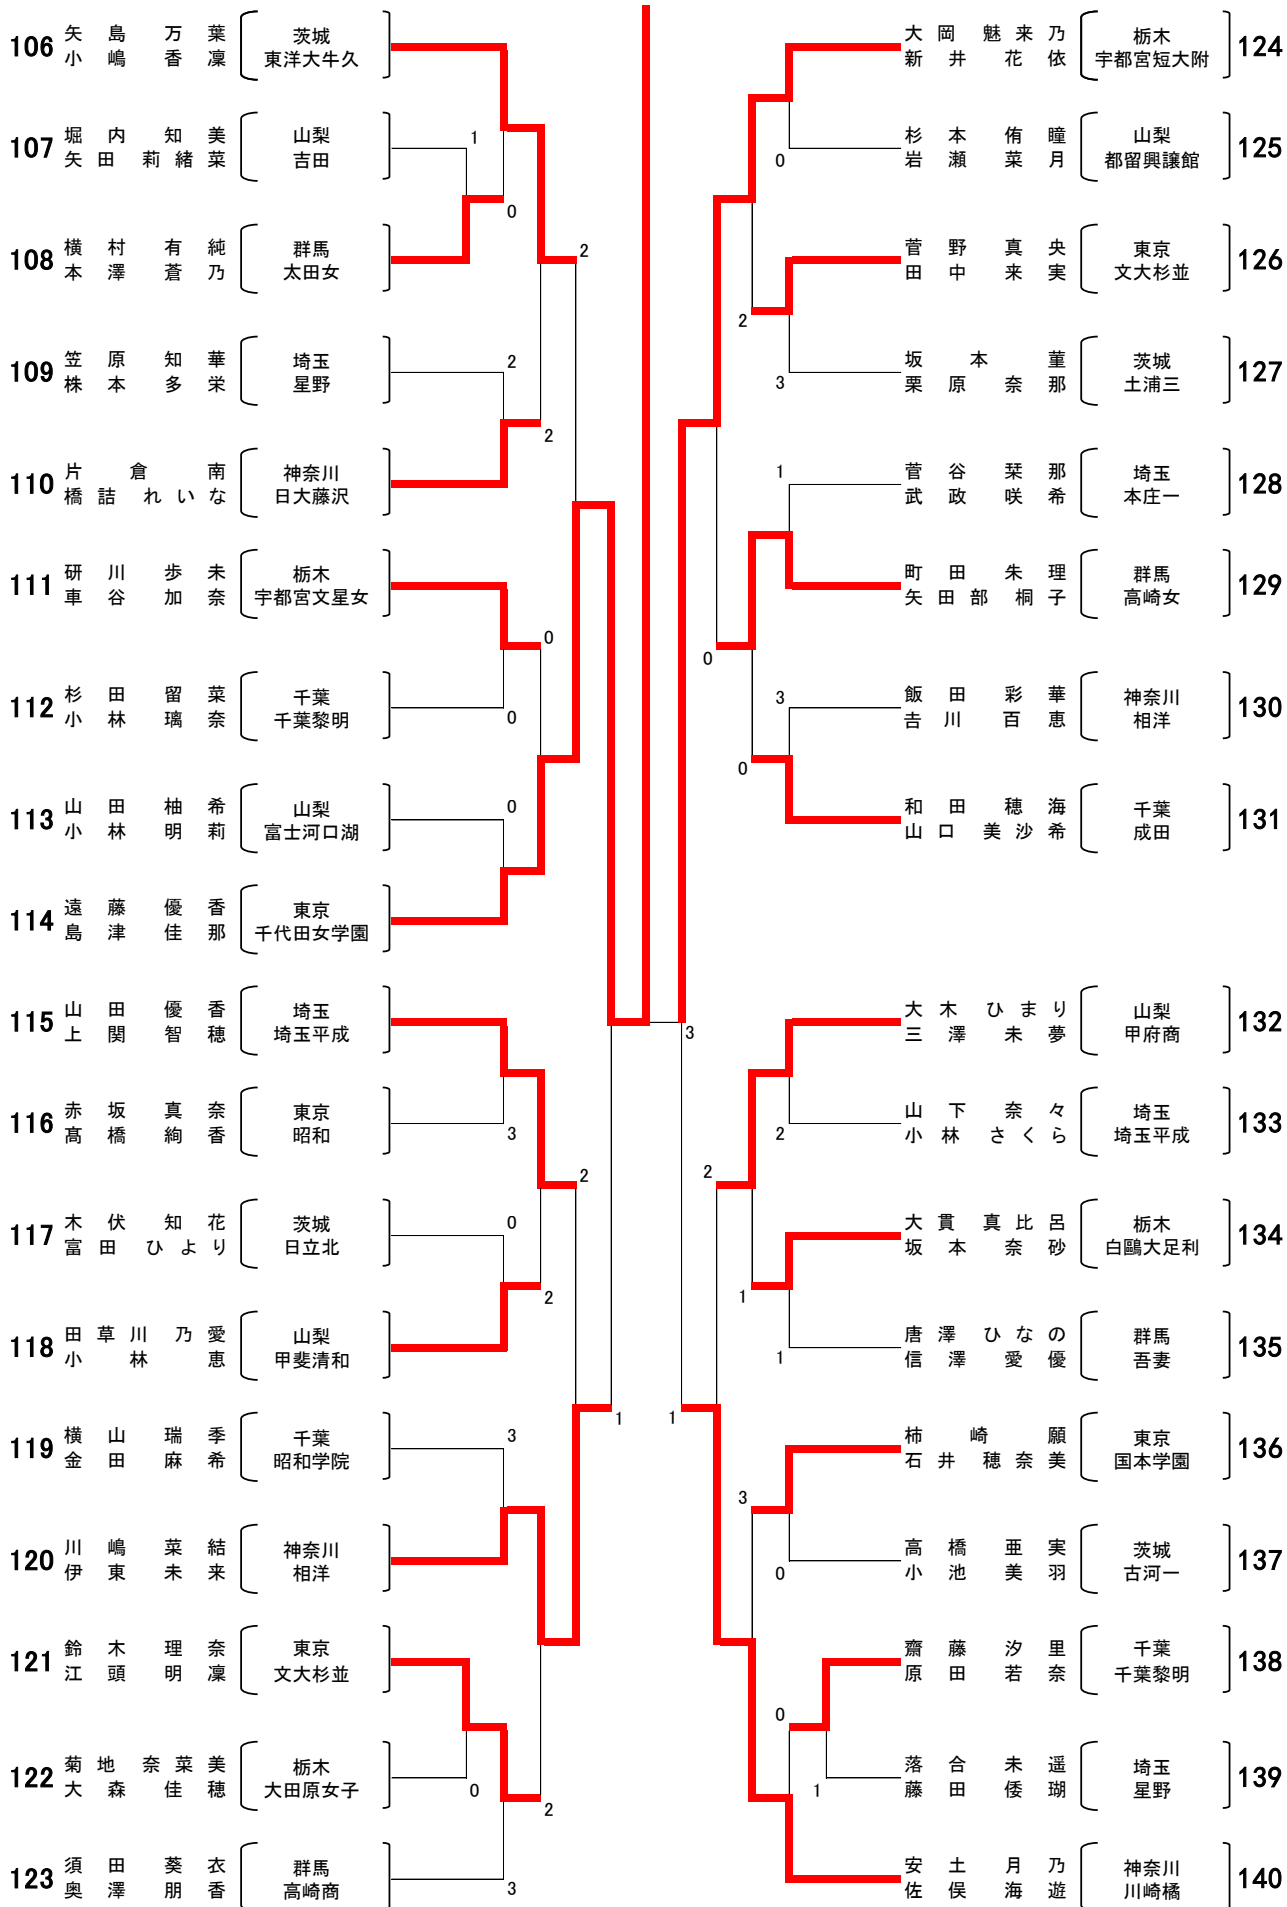 106 矢島万葉 茨城
小嶋香凜 東洋大牛久
107 堀内知美 山梨
矢田莉緒菜 吉田
1
0
108 横村有純 群馬
本澤蒼乃 太田女
2
109 笠原知華 埼玉
株本多栄 星野
2
2
110 片倉南 神奈川
橋詰れいな 日大藤沢
111 研川歩未 栃木
車谷加奈 宇都宮文星女
0
112 杉田留菜 千葉
小林璃奈 千葉黎明
0
113 山田柚希 山梨
小林明莉 富士河口湖
0
114 遠藤優香 東京
島津佳那 千代田女学園
115 山田優香 埼玉
上関智穂 埼玉平成
116 赤坂真奈 東京
髙橋絢香 昭和
3
2
117 木伏知花 茨城
富田ひより 日立北
0
2
118 田草川乃愛 山梨
小林恵 甲斐清和
1
119 横山瑞季 千葉
金田麻希 昭和学院
3
120 川嶋菜結 神奈川
伊東未来 相洋
121 鈴木理奈 東京
江頭明凜 文大杉並
122 菊地奈菜美 栃木
大森佳穂 大田原女子
0
2
123 須田葵衣 群馬
奥澤朋香 高崎商
3
3
大岡魅来乃 栃木 124
新井花依 宇都宮短大附
杉本侑瞳 山梨 125
岩瀬菜月 都留興譲館
0
菅野真央 東京 126
田中来実 文大杉並
2
坂本菫 茨城 127
栗原奈那 土浦三
3
菅谷栞那 埼玉 128
武政咲希 本庄一
1
町田朱理 群馬 129
矢田部桐子 高崎女
0
飯田彩華 神奈川 130
吉川百恵 相洋
3
0
和田穂海 千葉 131
山口美沙希 成田
大木ひまり 山梨 132
三澤未夢 甲府商
山下奈々 埼玉 133
小林さくら 埼玉平成
2
2
大貫真比呂 栃木 134
坂本奈砂 白鷗大足利
1
唐澤ひなの 群馬 135
信澤愛優 吾妻
1
1
柿崎願 東京 136
石井穂奈美 国本学園
3
高橋亜実 茨城 137
小池美羽 古河一
0
齋藤汐里 千葉 138
原田若奈 千葉黎明
0
落合未遥 埼玉 139
藤田倭瑚 星野
1
安土月乃 神奈川 140
佐俣海遊 川崎橘